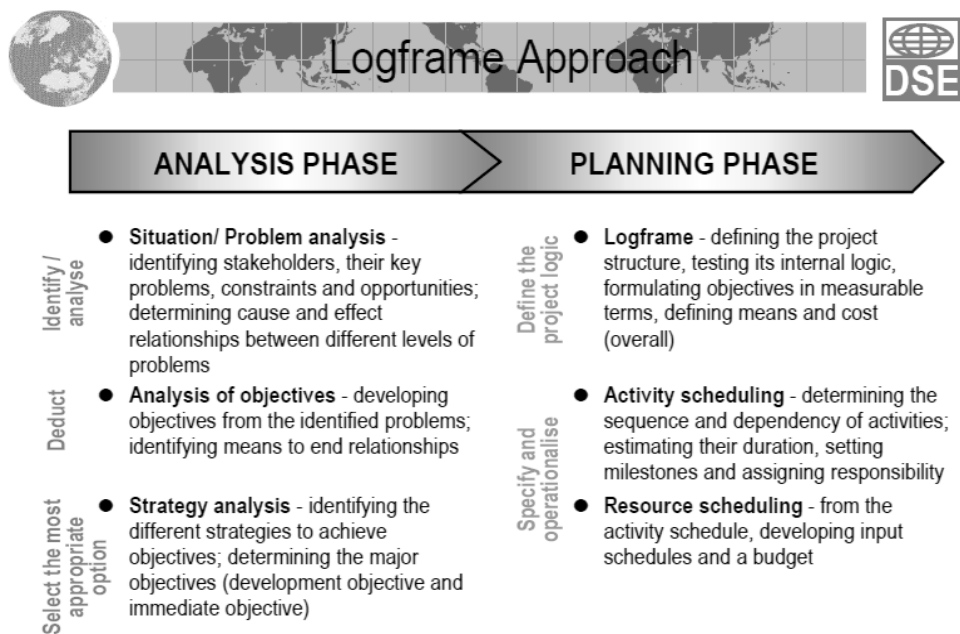 Logframe Approach
DSE
ANALYSIS PHASE
PLANNING PHASE
Identify /
analyse
● Situation/ Problem analysis -
identifying stakeholders, their key
problems, constraints and opportunities;
determining cause and effect
relationships between different levels of
problems
Deduct
● Analysis of objectives - developing
objectives from the identified problems;
identifying means to end relationships
Select the most
appropriate
option
● Strategy analysis - identifying the
different strategies to achieve
objectives; determining the major
objectives (development objective and
immediate objective)
Define the
project logic
● Logframe - defining the project
structure, testing its internal logic,
formulating objectives in measurable
terms, defining means and cost
(overall)
Specify and
operationalise
● Activity scheduling - determining the
sequence and dependency of activities;
estimating their duration, setting
milestones and assigning responsibility
● Resource scheduling - from the
activity schedule, developing input
schedules and a budget